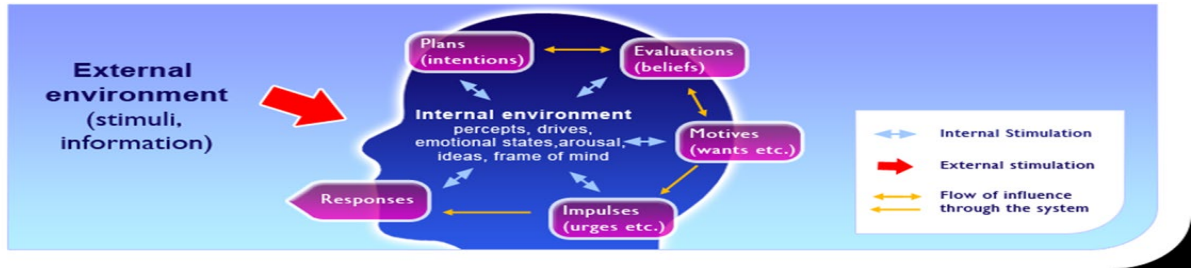 External
environment
(stimuli,
information)
Plans
(intentions)
Evaluations
(beliefs)
Internal environment
percepts, drives,
emotional states,arousal,
ideas, frame of mind
Motives
(wants etc.)
Responses
Impulses
(urges etc.)
Internal Stimulation
External stimulation
Flow of influence
through the system